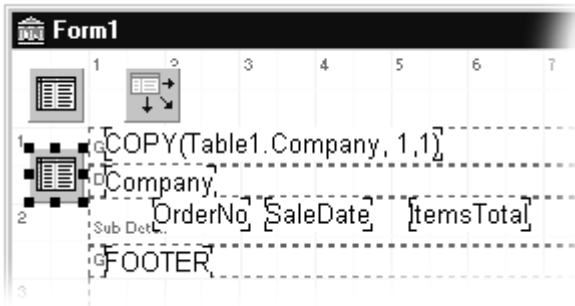 Form1
1 2 3 4 5 6 7
1
G COPY(Table1.Company, 1,1)
D Company
2
OrderNo SaleDate ItemsTotal
Sub Deta
G FOOTER
3